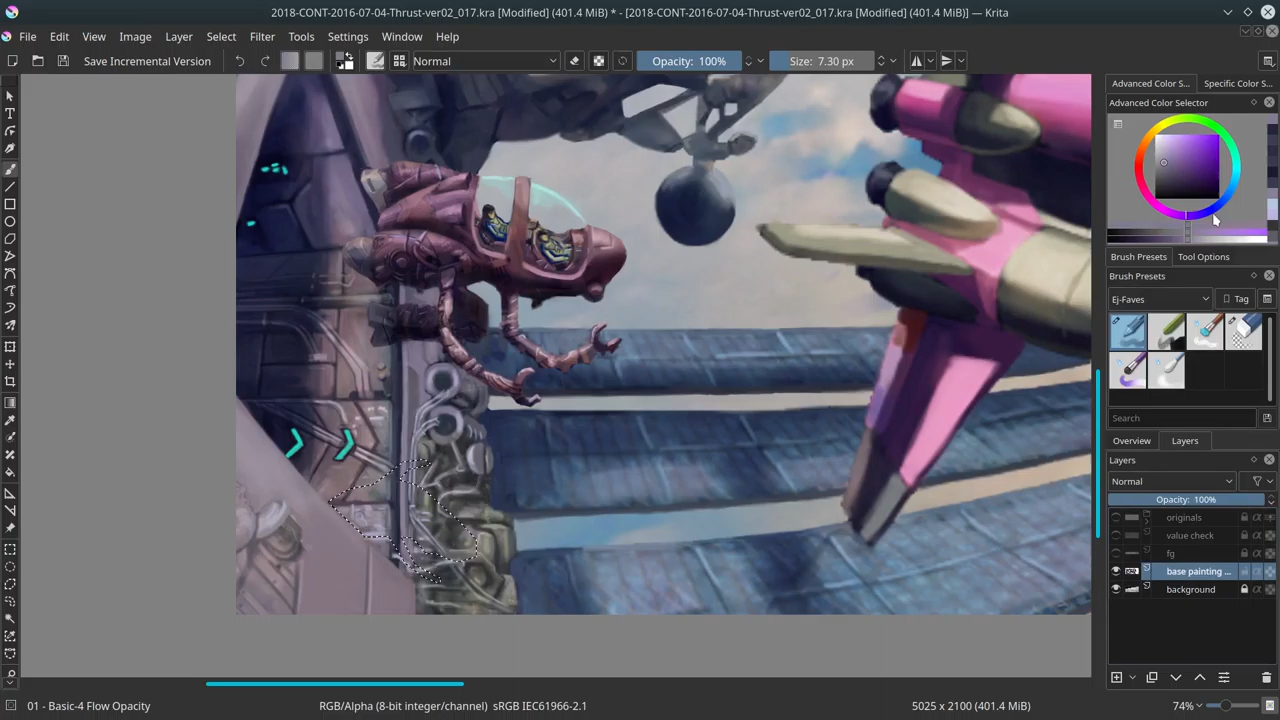 2018-CONT-2016-07-04-Thrust-ver02_017.kra [Modified] (401.4 MiB) * - [2018-CONT-2016-07-04-Thrust-ver02_017.kra [Modified] (401.4 MiB)] — Krita
File Edit View Image Layer Select Filter Tools Settings Window Help
Save Incremental Version Normal Opacity: 100% Size: 7.30 px
Advanced Color S... Specific Color S...
Advanced Color Selector
Brush Presets Tool Options
Brush Presets
Ej-Faves Tag
Search
Overview Layers
Layers
Normal
Opacity: 100%
originals
value check
fg
base painting ...
background
01 - Basic-4 Flow Opacity RGB/Alpha (8-bit integer/channel) sRGB IEC61966-2.1 5025 x 2100 (401.4 MiB) 74%